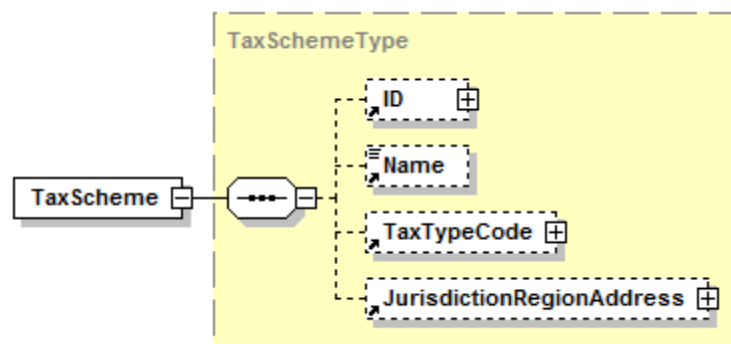 TaxSchemeType
ID
Name
TaxScheme
TaxTypeCode
JurisdictionRegionAddress